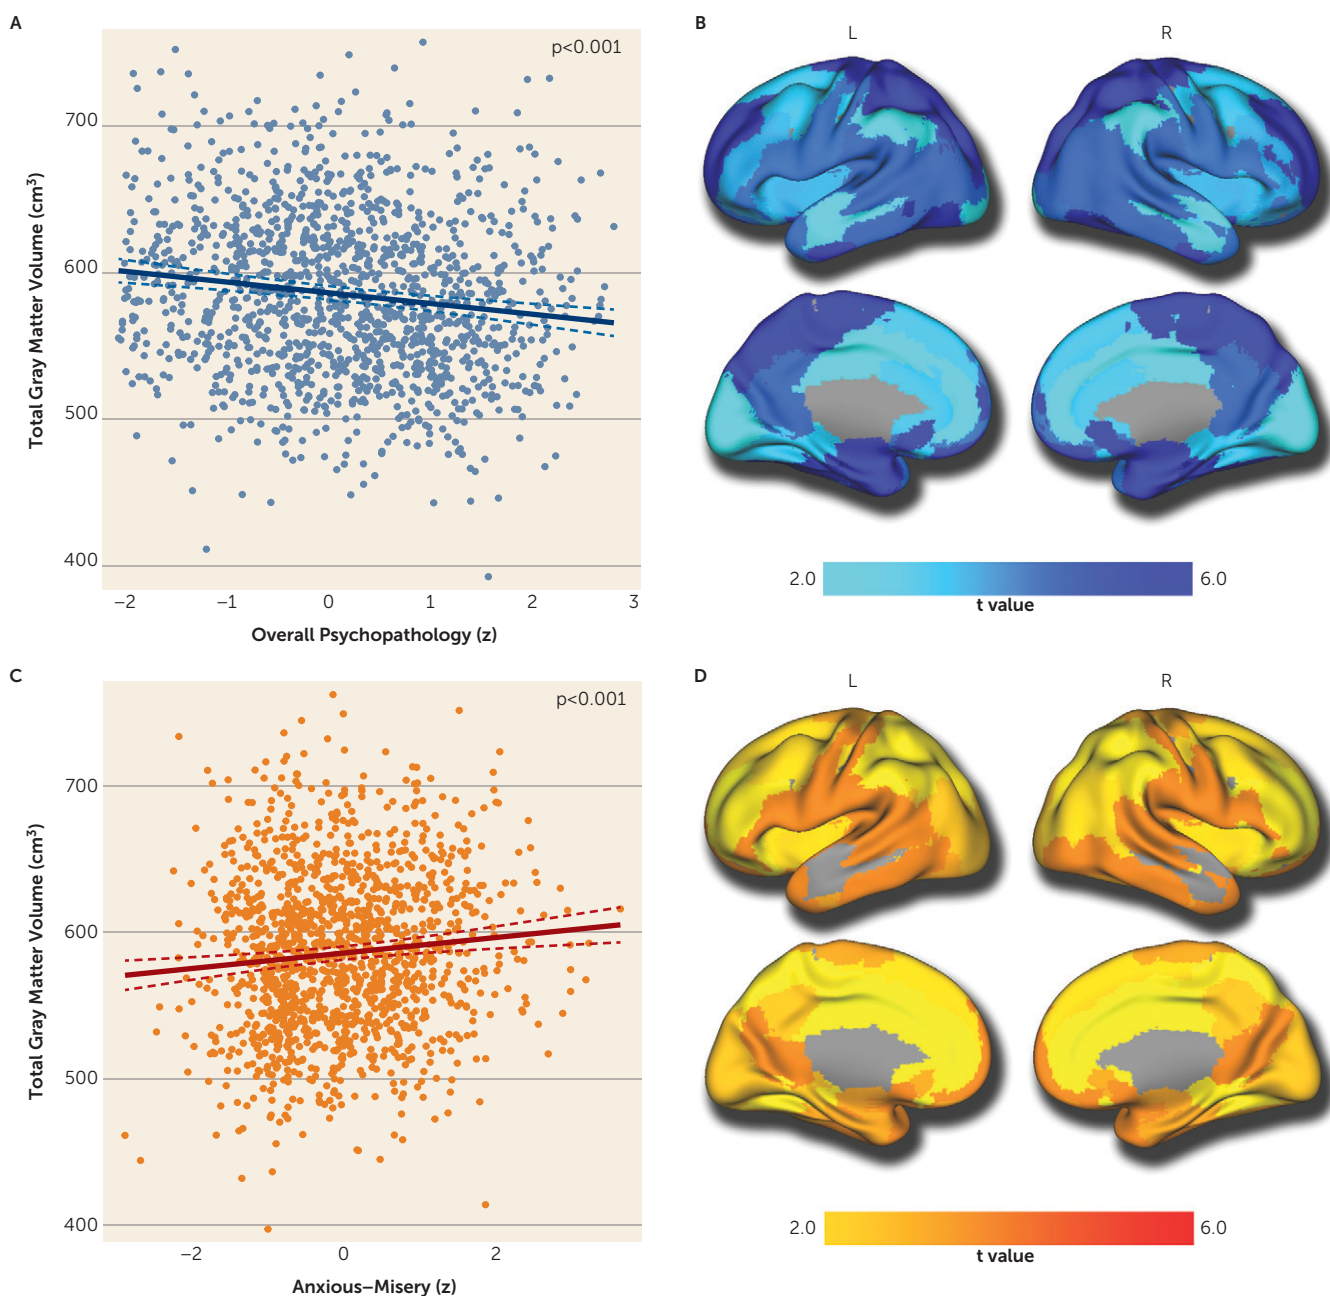 A
p<0.001
Total Gray Matter Volume (cm³)
700
600
500
400
−2 −1 0 1 2 3
Overall Psychopathology (z)
B
L R
2.0 6.0
t value
C
p<0.001
Total Gray Matter Volume (cm³)
700
600
500
400
−2 0 2
Anxious–Misery (z)
D
L R
2.0 6.0
t value